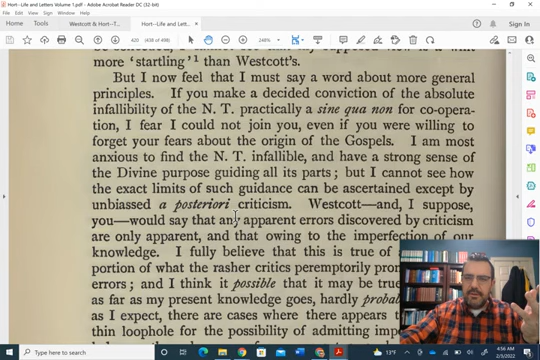 Hort--Life and Letters Volume 1.pdf - Adobe Acrobat Reader DC (32-bit)
File Edit View Sign Window Help
Home Tools Westcott & Hort--T... Hort--Life and Lett... × Sign In
420 (438 of 498)
more ‘startling’¹ than Westcott's.
But I now feel that I must say a word about more general
principles. If you make a decided conviction of the absolute
infallibility of the N. T. practically a sine qua non for co-opera-
tion, I fear I could not join you, even if you were willing to
forget your fears about the origin of the Gospels. I am most
anxious to find the N. T. infallible, and have a strong sense of
the Divine purpose guiding all its parts; but I cannot see how
the exact limits of such guidance can be ascertained except by
unbiassed a posteriori criticism. Westcott—and, I suppose,
you—would say that any apparent errors discovered by criticism
are only apparent, and that owing to the imperfection of our
knowledge. I fully believe that this is true of
portion of what the rasher critics peremptorily
errors; and I think it possible that it may be true
as far as my present knowledge goes, hardly
as I expect, there are cases where there appears
thin loophole for the possibility of admitting
Type here to search 13°F 4:56 AM
2/3/2022